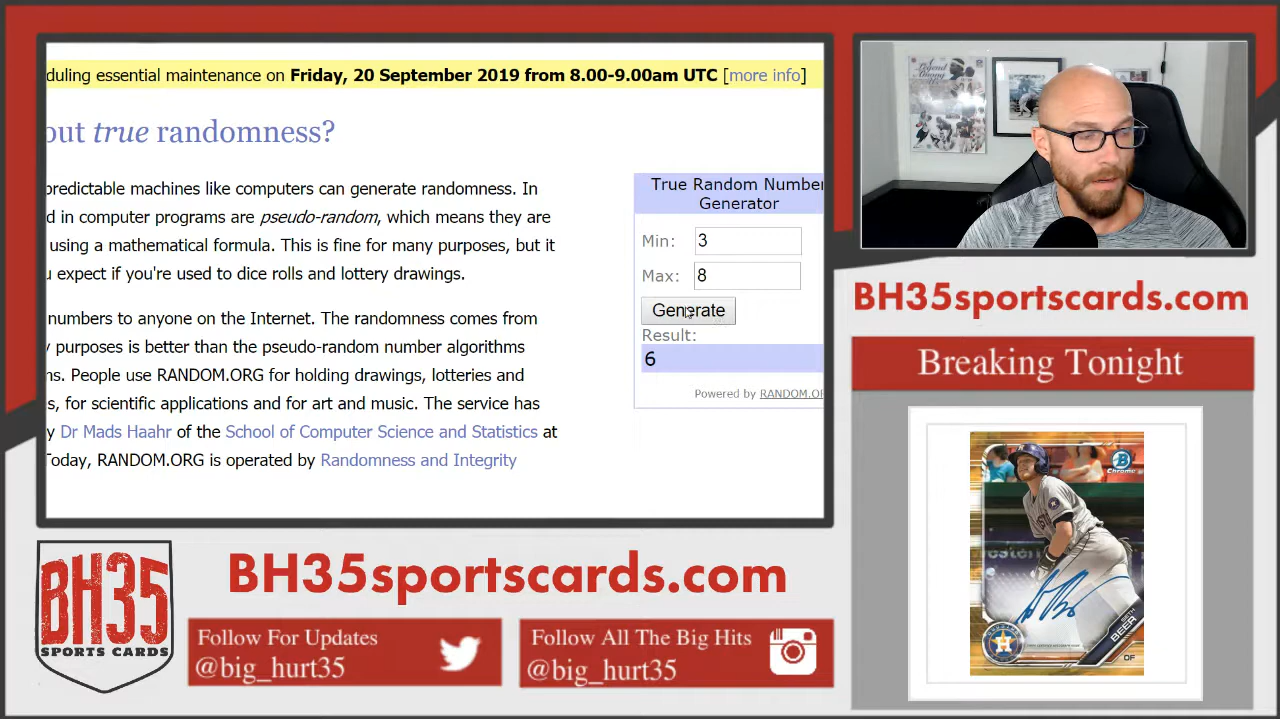 duling essential maintenance on Friday, 20 September 2019 from 8.00-9.00am UTC [more info]
out true randomness?
predictable machines like computers can generate randomness. In
d in computer programs are pseudo-random, which means they are
using a mathematical formula. This is fine for many purposes, but it
u expect if you're used to dice rolls and lottery drawings.
numbers to anyone on the Internet. The randomness comes from
y purposes is better than the pseudo-random number algorithms
ns. People use RANDOM.ORG for holding drawings, lotteries and
s, for scientific applications and for art and music. The service has
y Dr Mads Haahr of the School of Computer Science and Statistics at
Today, RANDOM.ORG is operated by Randomness and Integrity
True Random Number
Generator
Min: 3
Max: 8
Generate
Result:
6
Powered by RANDOM.OR
BH35sportscards.com
Breaking Tonight
B
Chrome
SETH
BEER
OF
BH35
SPORTS CARDS
BH35sportscards.com
Follow For Updates
@big_hurt35
Follow All The Big Hits
@big_hurt35